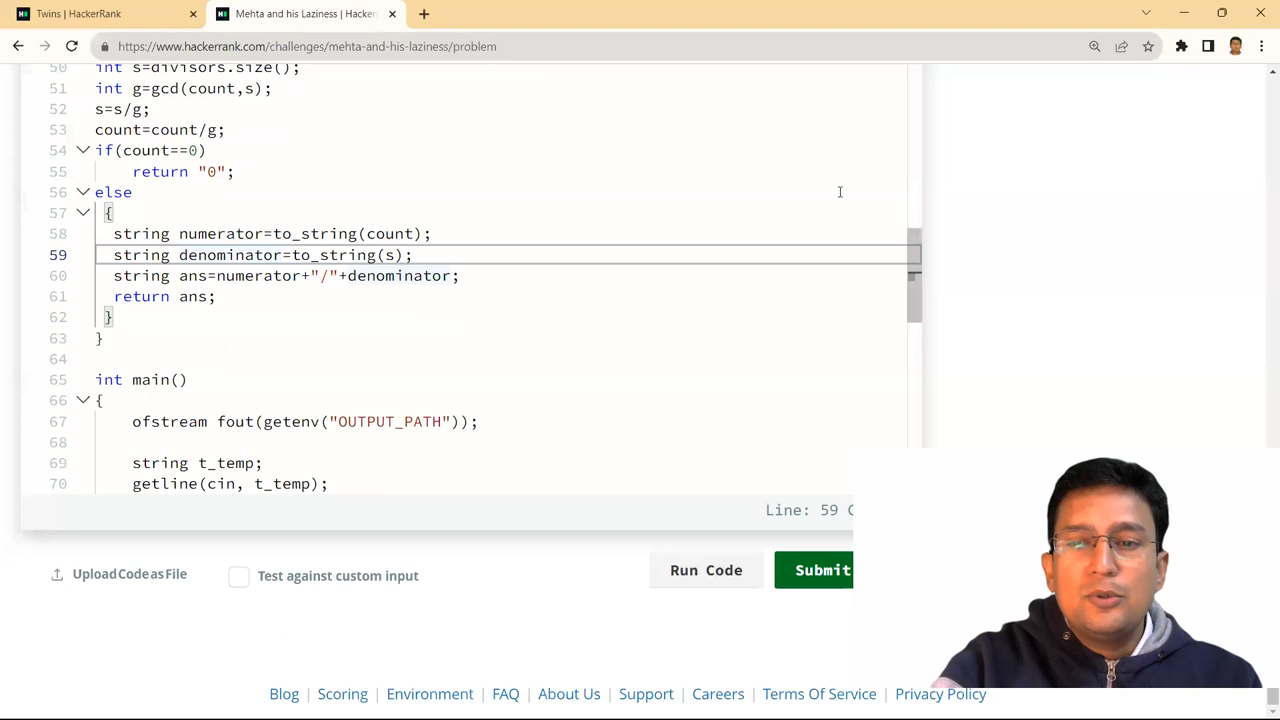 Twins | HackerRank
Mehta and his Laziness | Hacker
https://www.hackerrank.com/challenges/mehta-and-his-laziness/problem
50 int s=divisors.size();
51 int g=gcd(count,s);
52 s=s/g;
53 count=count/g;
54 if(count==0)
55 return "0";
56 else
57 {
58 string numerator=to_string(count);
59 string denominator=to_string(s);
60 string ans=numerator+"/"+denominator;
61 return ans;
62 }
63 }
64
65 int main()
66 {
67 ofstream fout(getenv("OUTPUT_PATH"));
68
69 string t_temp;
70 getline(cin, t_temp);
Line: 59 C
Upload Code as File
Test against custom input
Run Code
Submit
Blog | Scoring | Environment | FAQ | About Us | Support | Careers | Terms Of Service | Privacy Policy